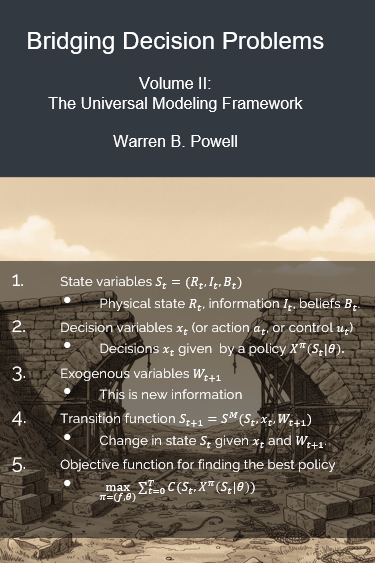 Bridging Decision Problems
Volume II:
The Universal Modeling Framework
Warren B. Powell
1. State variables $S_t = (R_t, I_t, B_t)$
• Physical state $R_t$, information $I_t$, beliefs $B_t$.
2. Decision variables $x_t$ (or action $a_t$, or control $u_t$)
• Decisions $x_t$ given by a policy $X^\pi(S_t|\theta)$.
3. Exogenous variables $W_{t+1}$
• This is new information
4. Transition function $S_{t+1} = S^M(S_t, x_t, W_{t+1})$
• Change in state $S_t$ given $x_t$ and $W_{t+1}$.
5. Objective function for finding the best policy
• $\max_{\pi=(f,\theta)} \sum_{t=0}^{T} C(S_t, X^\pi(S_t|\theta))$